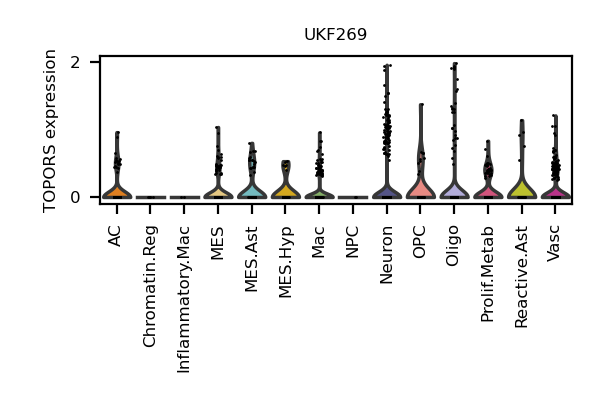 UKF269
TOPORS expression
2
0
AC
Chromatin.Reg
Inflammatory.Mac
MES
MES.Ast
MES.Hyp
Mac
NPC
Neuron
OPC
Oligo
Prolif.Metab
Reactive.Ast
Vasc